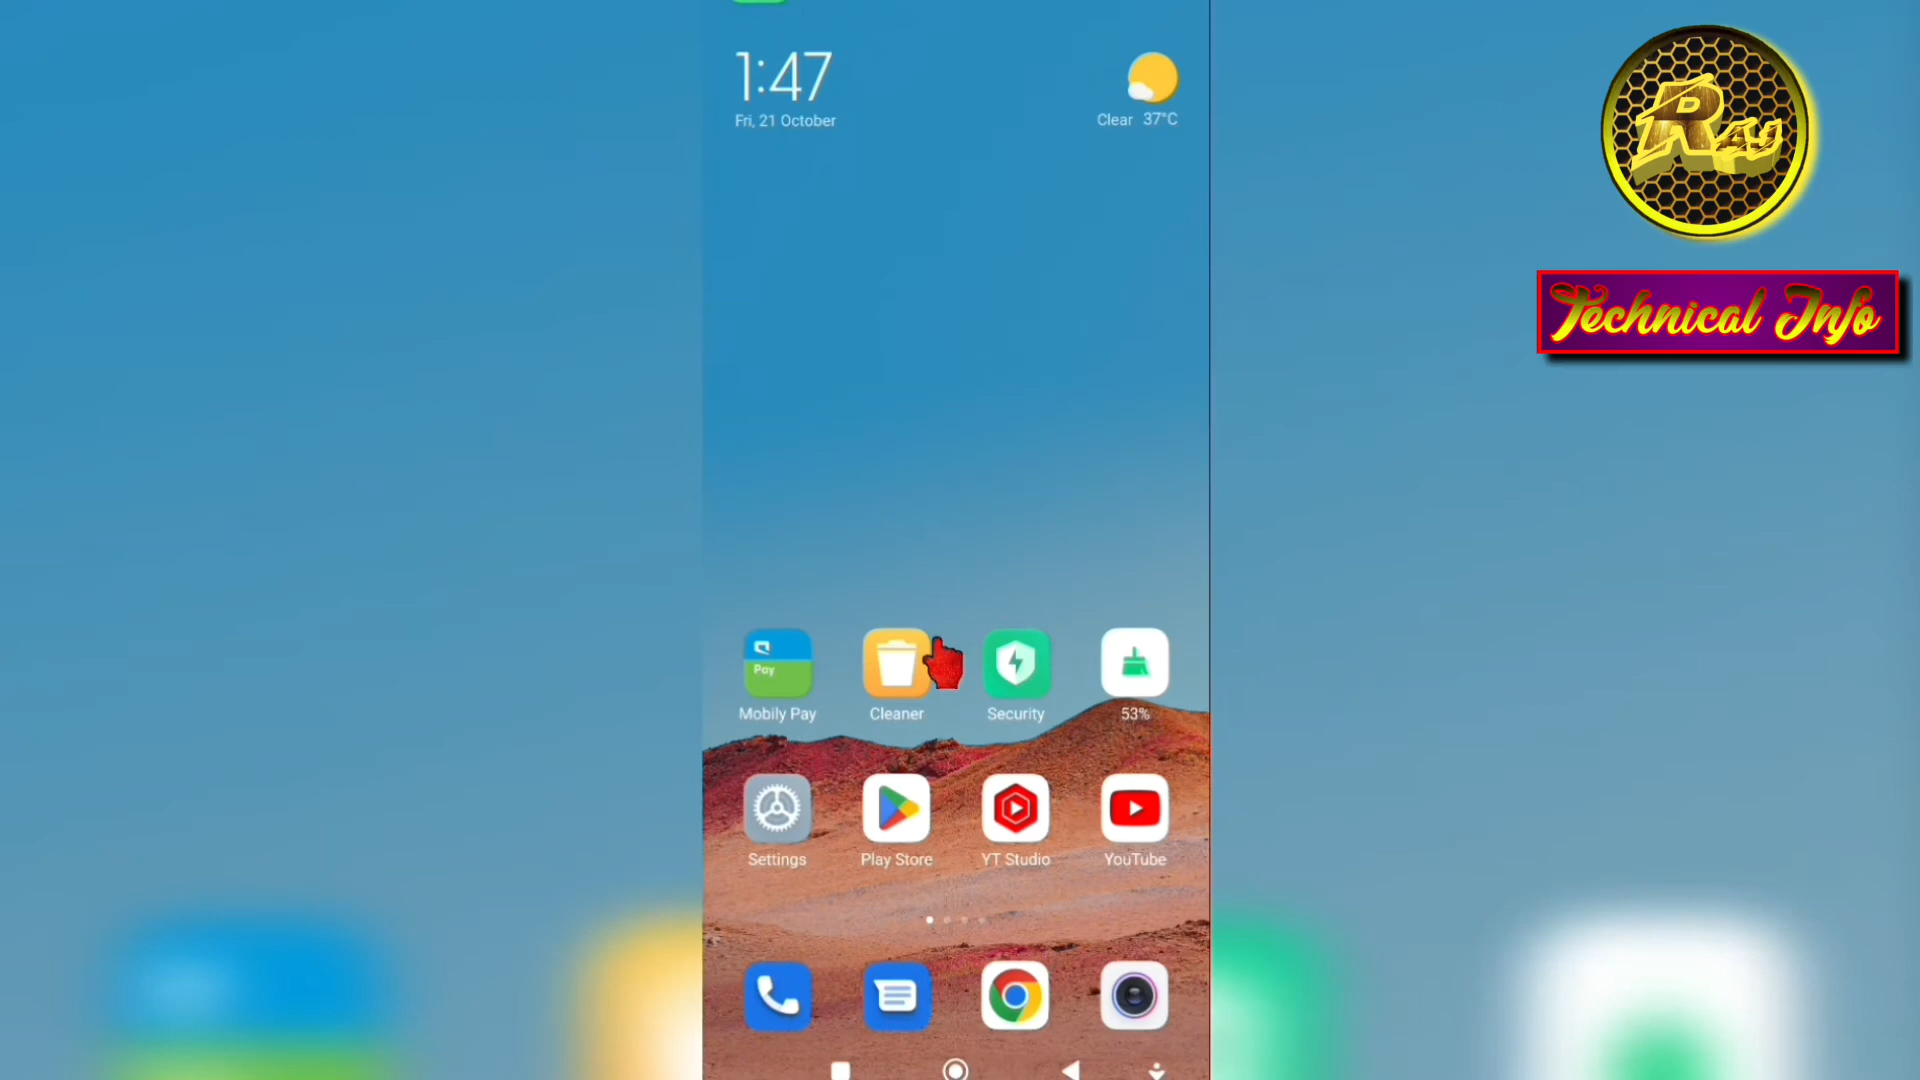 1:47
Fri, 21 October
Clear 37°C
Raj
Technical Info
Pay
Mobily Pay
Cleaner
Security
53%
Settings
Play Store
YT Studio
YouTube